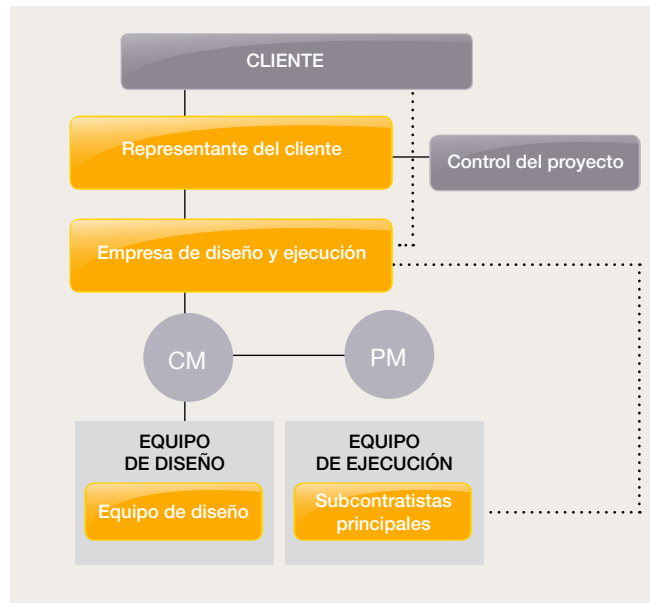 CLIENTE
Representante del cliente
Control del proyecto
Empresa de diseño y ejecución
CM
PM
EQUIPO
DE DISEÑO
Equipo de diseño
EQUIPO
DE EJECUCIÓN
Subcontratistas
principales